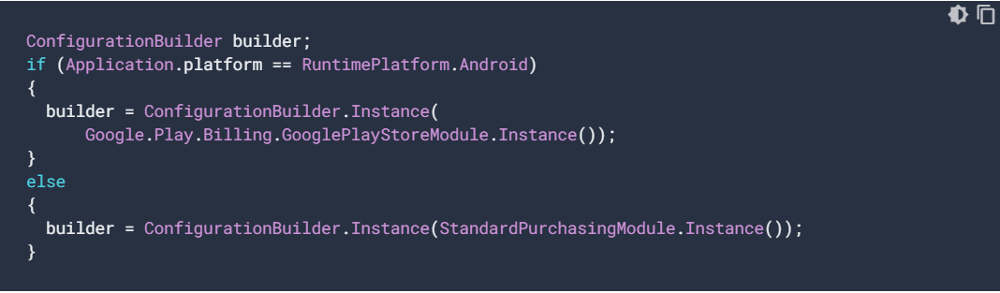 ConfigurationBuilder builder;
if (Application.platform == RuntimePlatform.Android)
{
  builder = ConfigurationBuilder.Instance(
      Google.Play.Billing.GooglePlayStoreModule.Instance());
}
else
{
  builder = ConfigurationBuilder.Instance(StandardPurchasingModule.Instance());
}